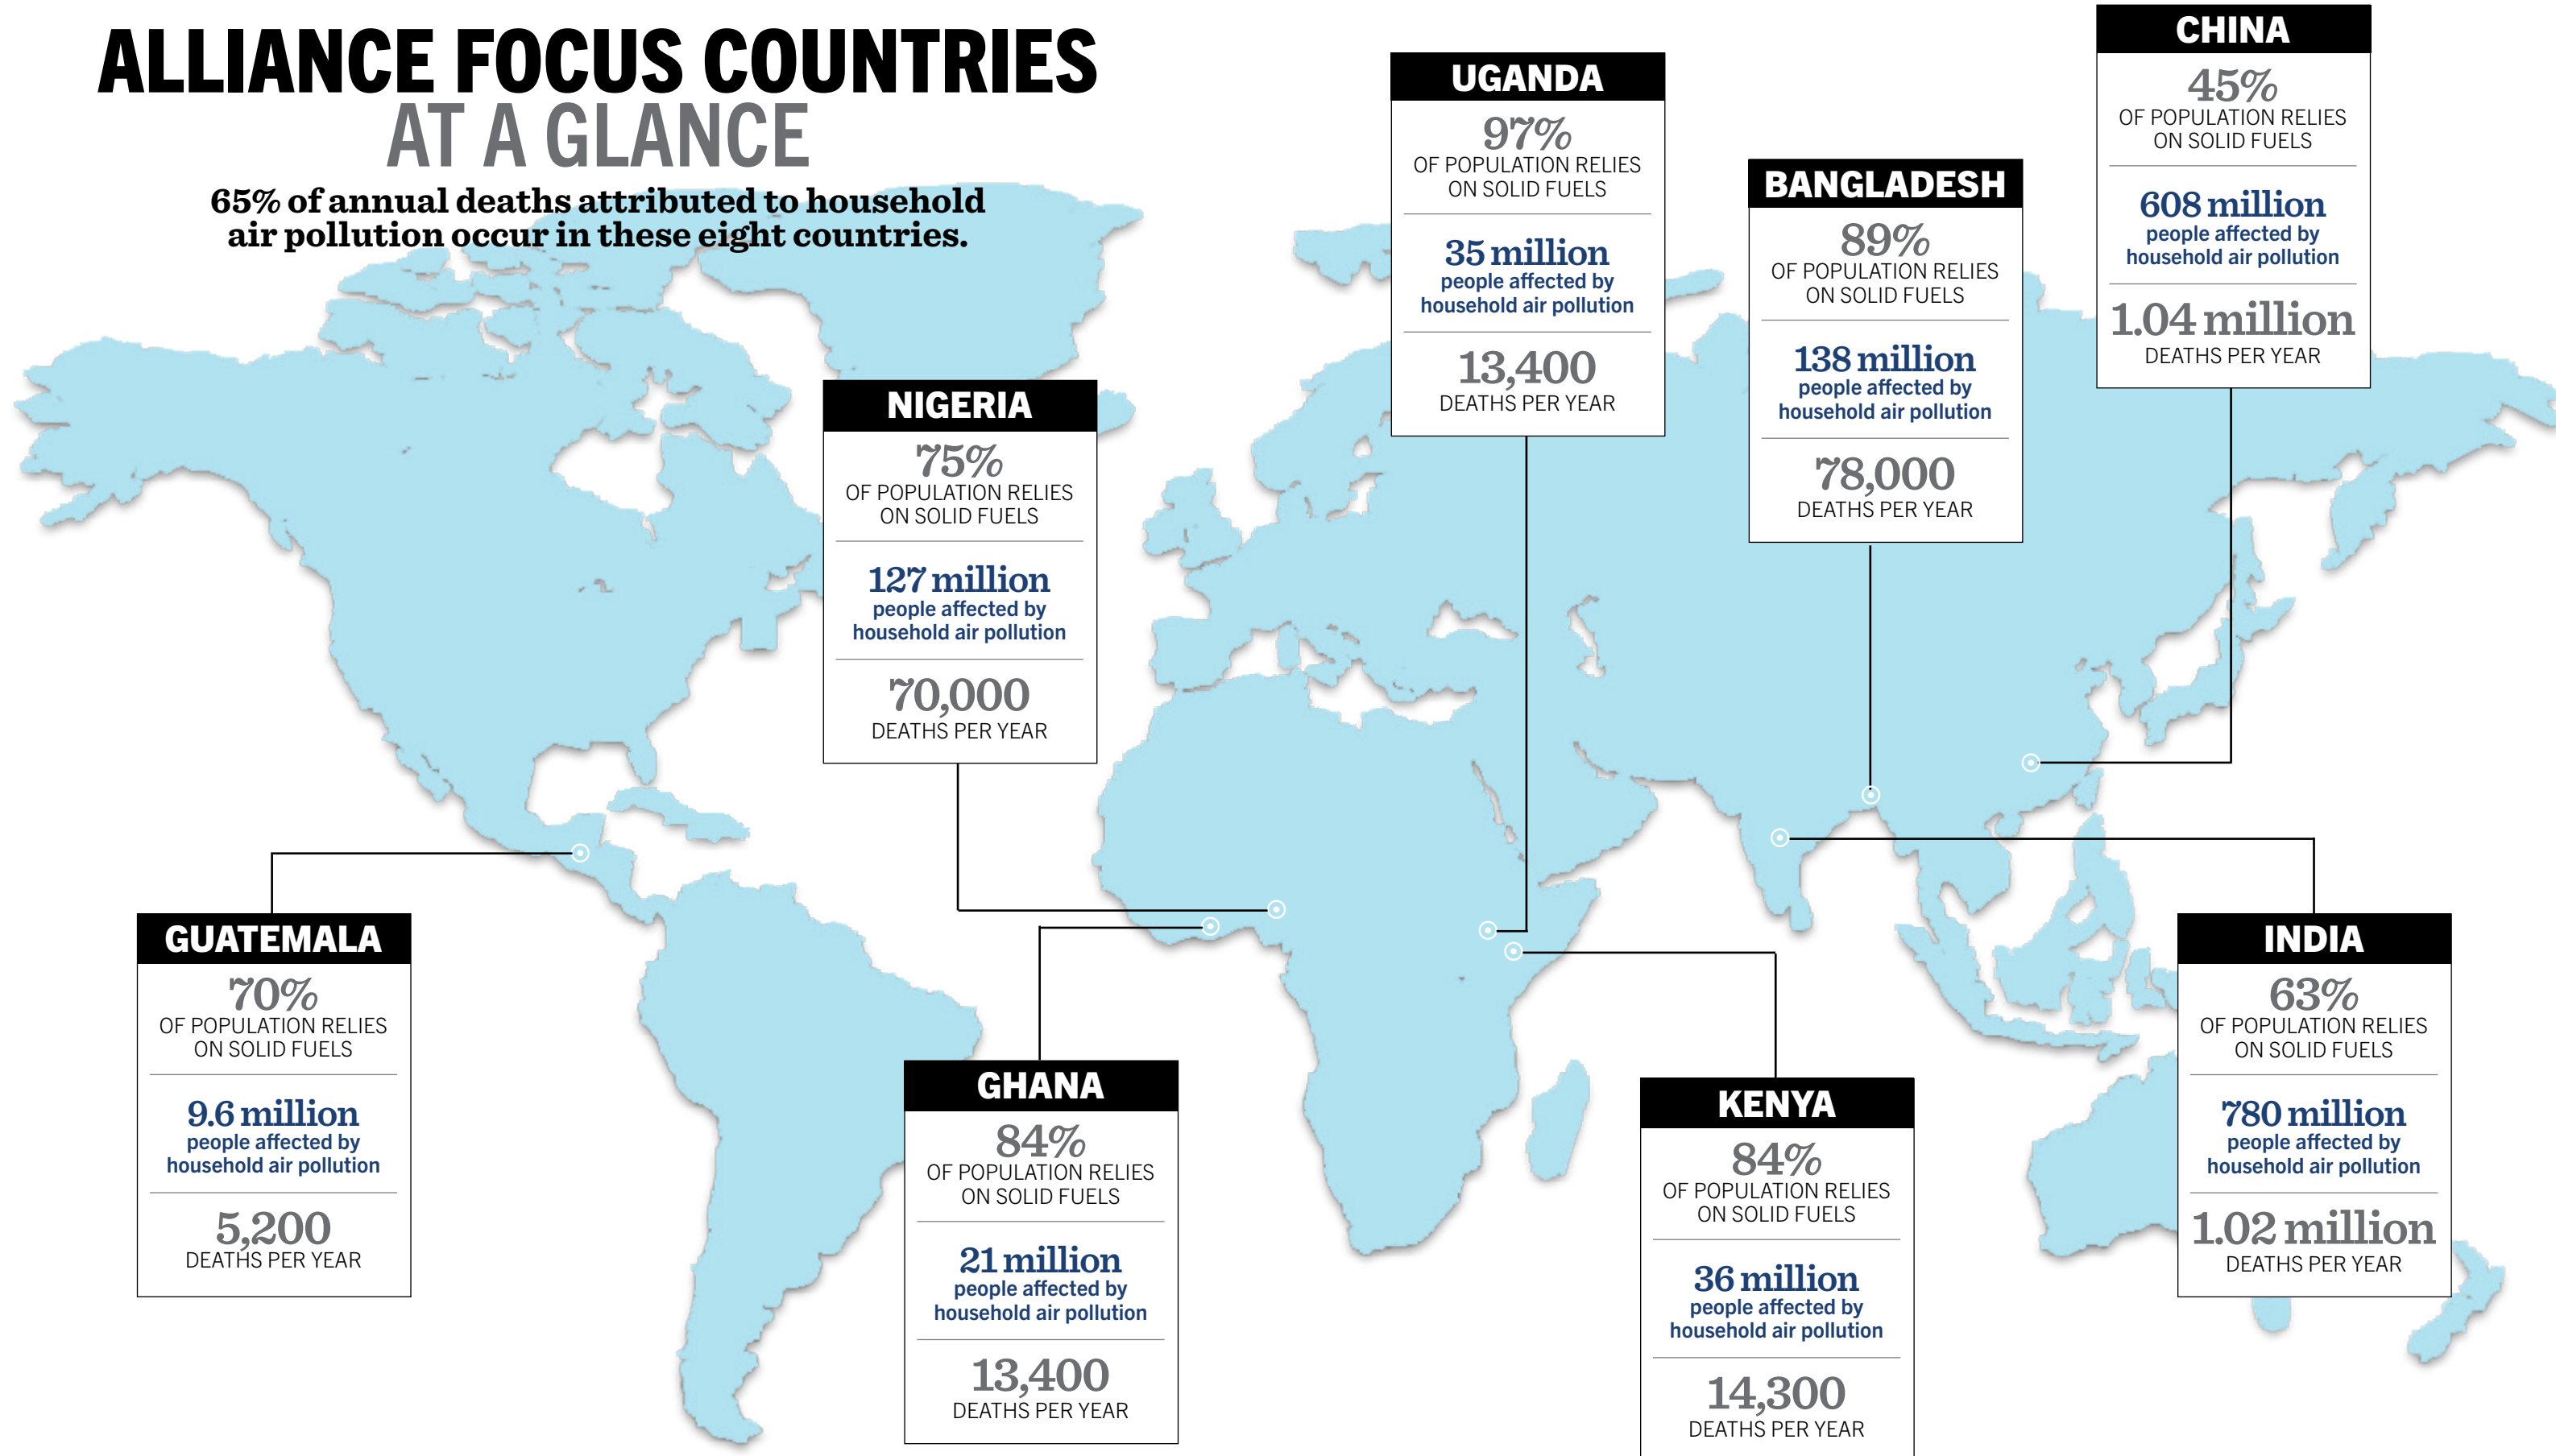 ALLIANCE FOCUS COUNTRIES
AT A GLANCE
65% of annual deaths attributed to household
air pollution occur in these eight countries.
NIGERIA
75%
OF POPULATION RELIES
ON SOLID FUELS
127 million
people affected by
household air pollution
70,000
DEATHS PER YEAR
UGANDA
97%
OF POPULATION RELIES
ON SOLID FUELS
35 million
people affected by
household air pollution
13,400
DEATHS PER YEAR
BANGLADESH
89%
OF POPULATION RELIES
ON SOLID FUELS
138 million
people affected by
household air pollution
78,000
DEATHS PER YEAR
CHINA
45%
OF POPULATION RELIES
ON SOLID FUELS
608 million
people affected by
household air pollution
1.04 million
DEATHS PER YEAR
GUATEMALA
70%
OF POPULATION RELIES
ON SOLID FUELS
9.6 million
people affected by
household air pollution
5,200
DEATHS PER YEAR
GHANA
84%
OF POPULATION RELIES
ON SOLID FUELS
21 million
people affected by
household air pollution
13,400
DEATHS PER YEAR
KENYA
84%
OF POPULATION RELIES
ON SOLID FUELS
36 million
people affected by
household air pollution
14,300
DEATHS PER YEAR
INDIA
63%
OF POPULATION RELIES
ON SOLID FUELS
780 million
people affected by
household air pollution
1.02 million
DEATHS PER YEAR